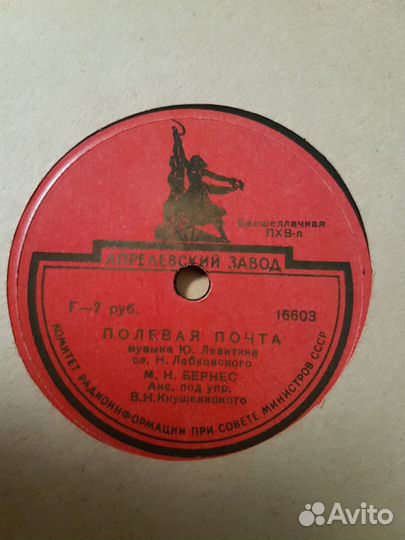 Бесшеллачная
ПХВ-п
АПРЕЛЕВСКИЙ ЗАВОД
Г—7 руб.
16603
ПОЛЕВАЯ ПОЧТА
музыка Ю. Левитина
сл. Н. Лабковского
М. Н. БЕРНЕС
Анс. под упр.
В.Н.Кнушевицкого
КОМИТЕТ РАДИОИНФОРМАЦИИ ПРИ СОВЕТЕ МИНИСТРОВ СССР
Avito